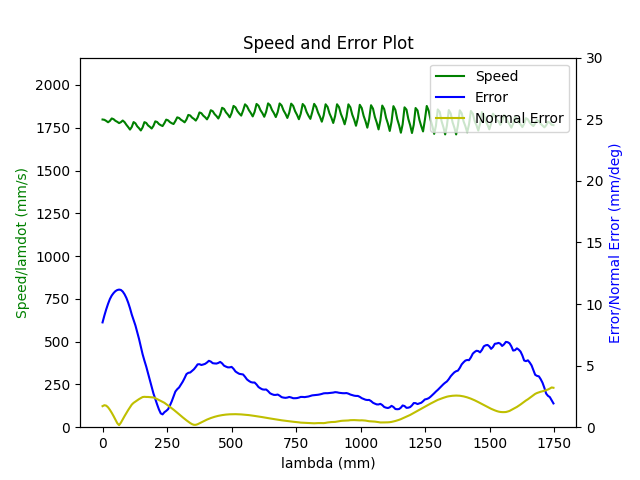 Speed and Error Plot
Speed
Error
Normal Error
Speed/lamdot (mm/s)
2000
1750
1500
1250
1000
750
500
250
0
30
25
20
15
10
5
0
Error/Normal Error (mm/deg)
0 250 500 750 1000 1250 1500 1750
lambda (mm)